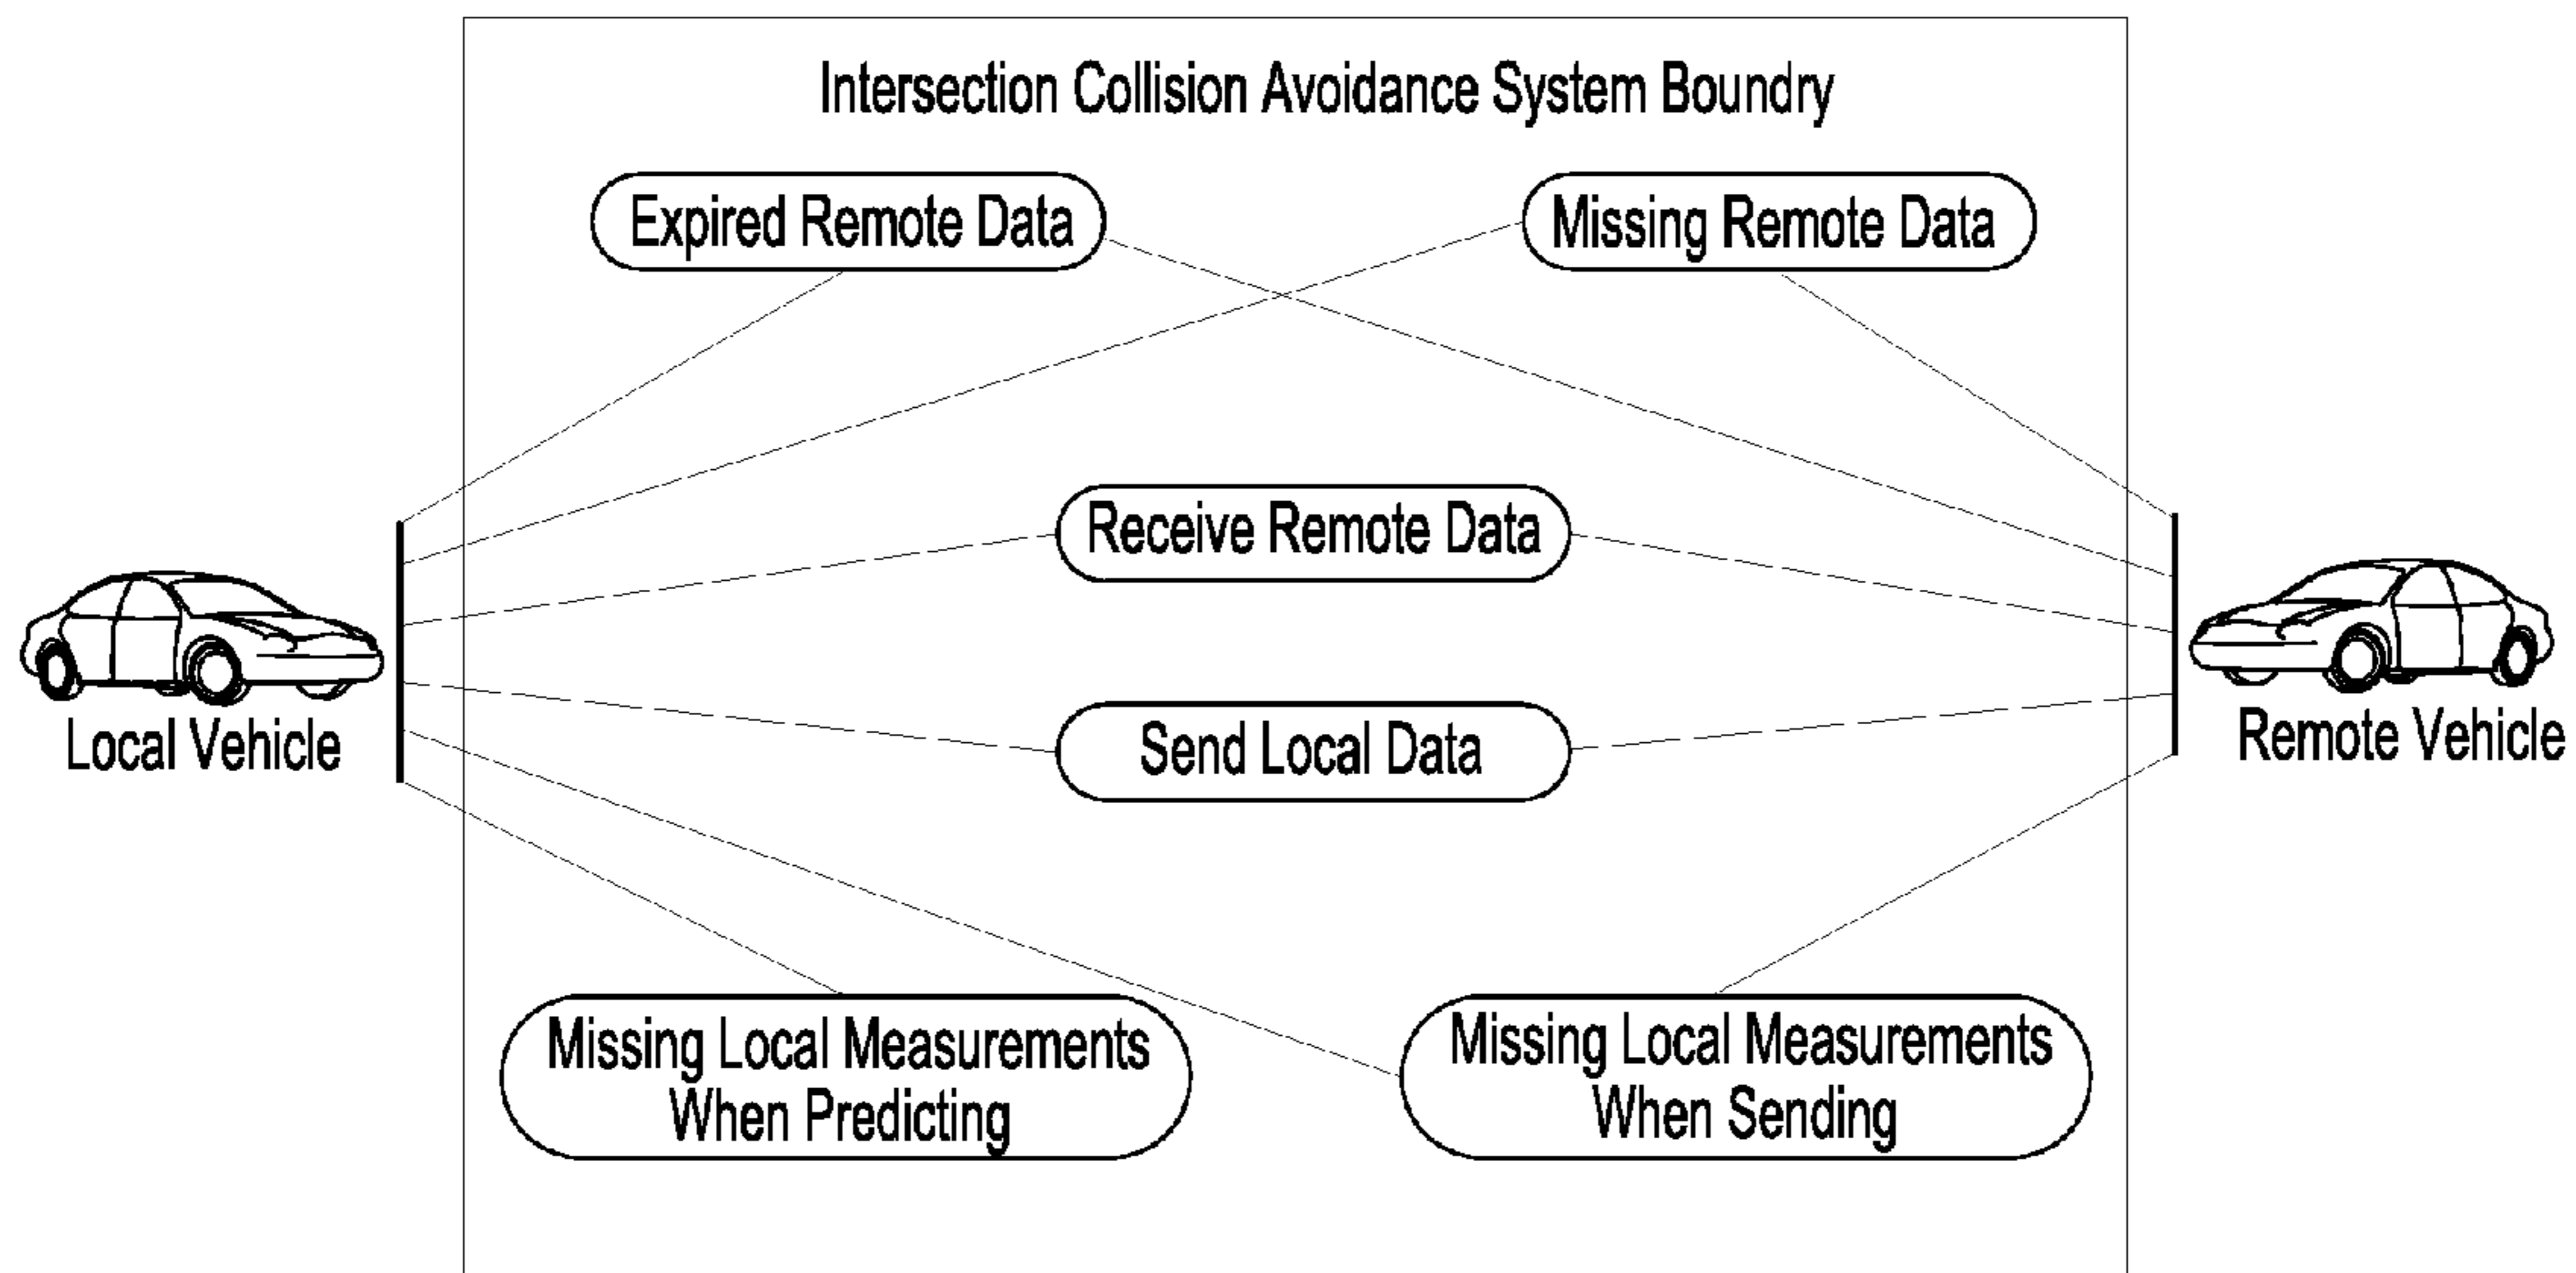 Intersection Collision Avoidance System Boundry
Expired Remote Data
Missing Remote Data
Receive Remote Data
Local Vehicle
Send Local Data
Remote Vehicle
Missing Local Measurements
When Predicting
Missing Local Measurements
When Sending